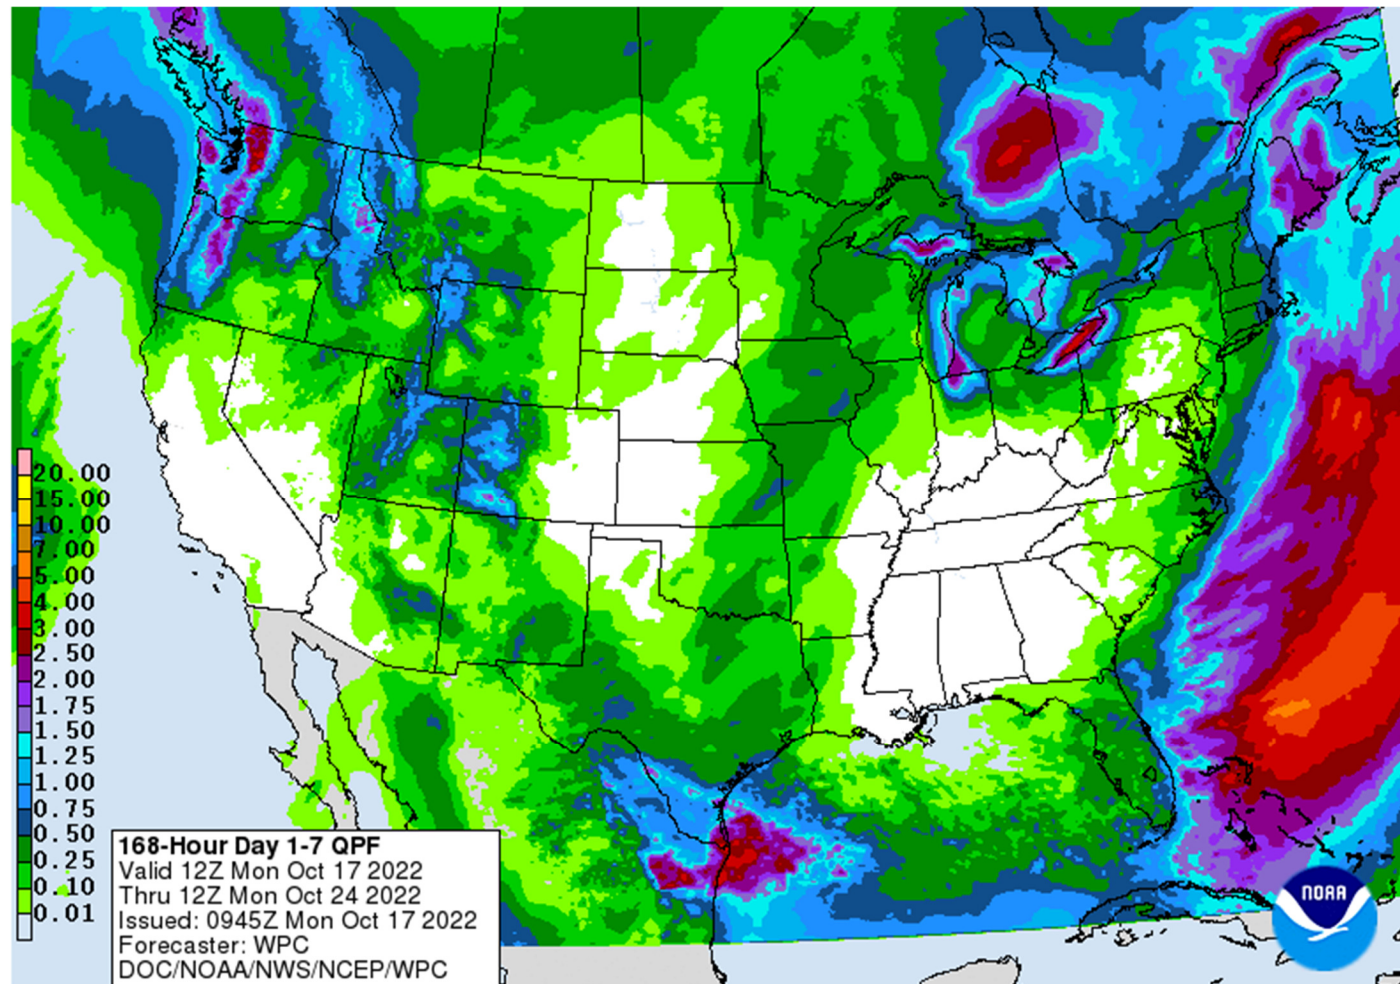 20.00
15.00
10.00
7.00
5.00
4.00
3.00
2.50
2.00
1.75
1.50
1.25
1.00
0.75
0.50
0.25
0.10
0.01
168-Hour Day 1-7 QPF
Valid 12Z Mon Oct 17 2022
Thru 12Z Mon Oct 24 2022
Issued: 0945Z Mon Oct 17 2022
Forecaster: WPC
DOC/NOAA/NWS/NCEP/WPC
NOAA